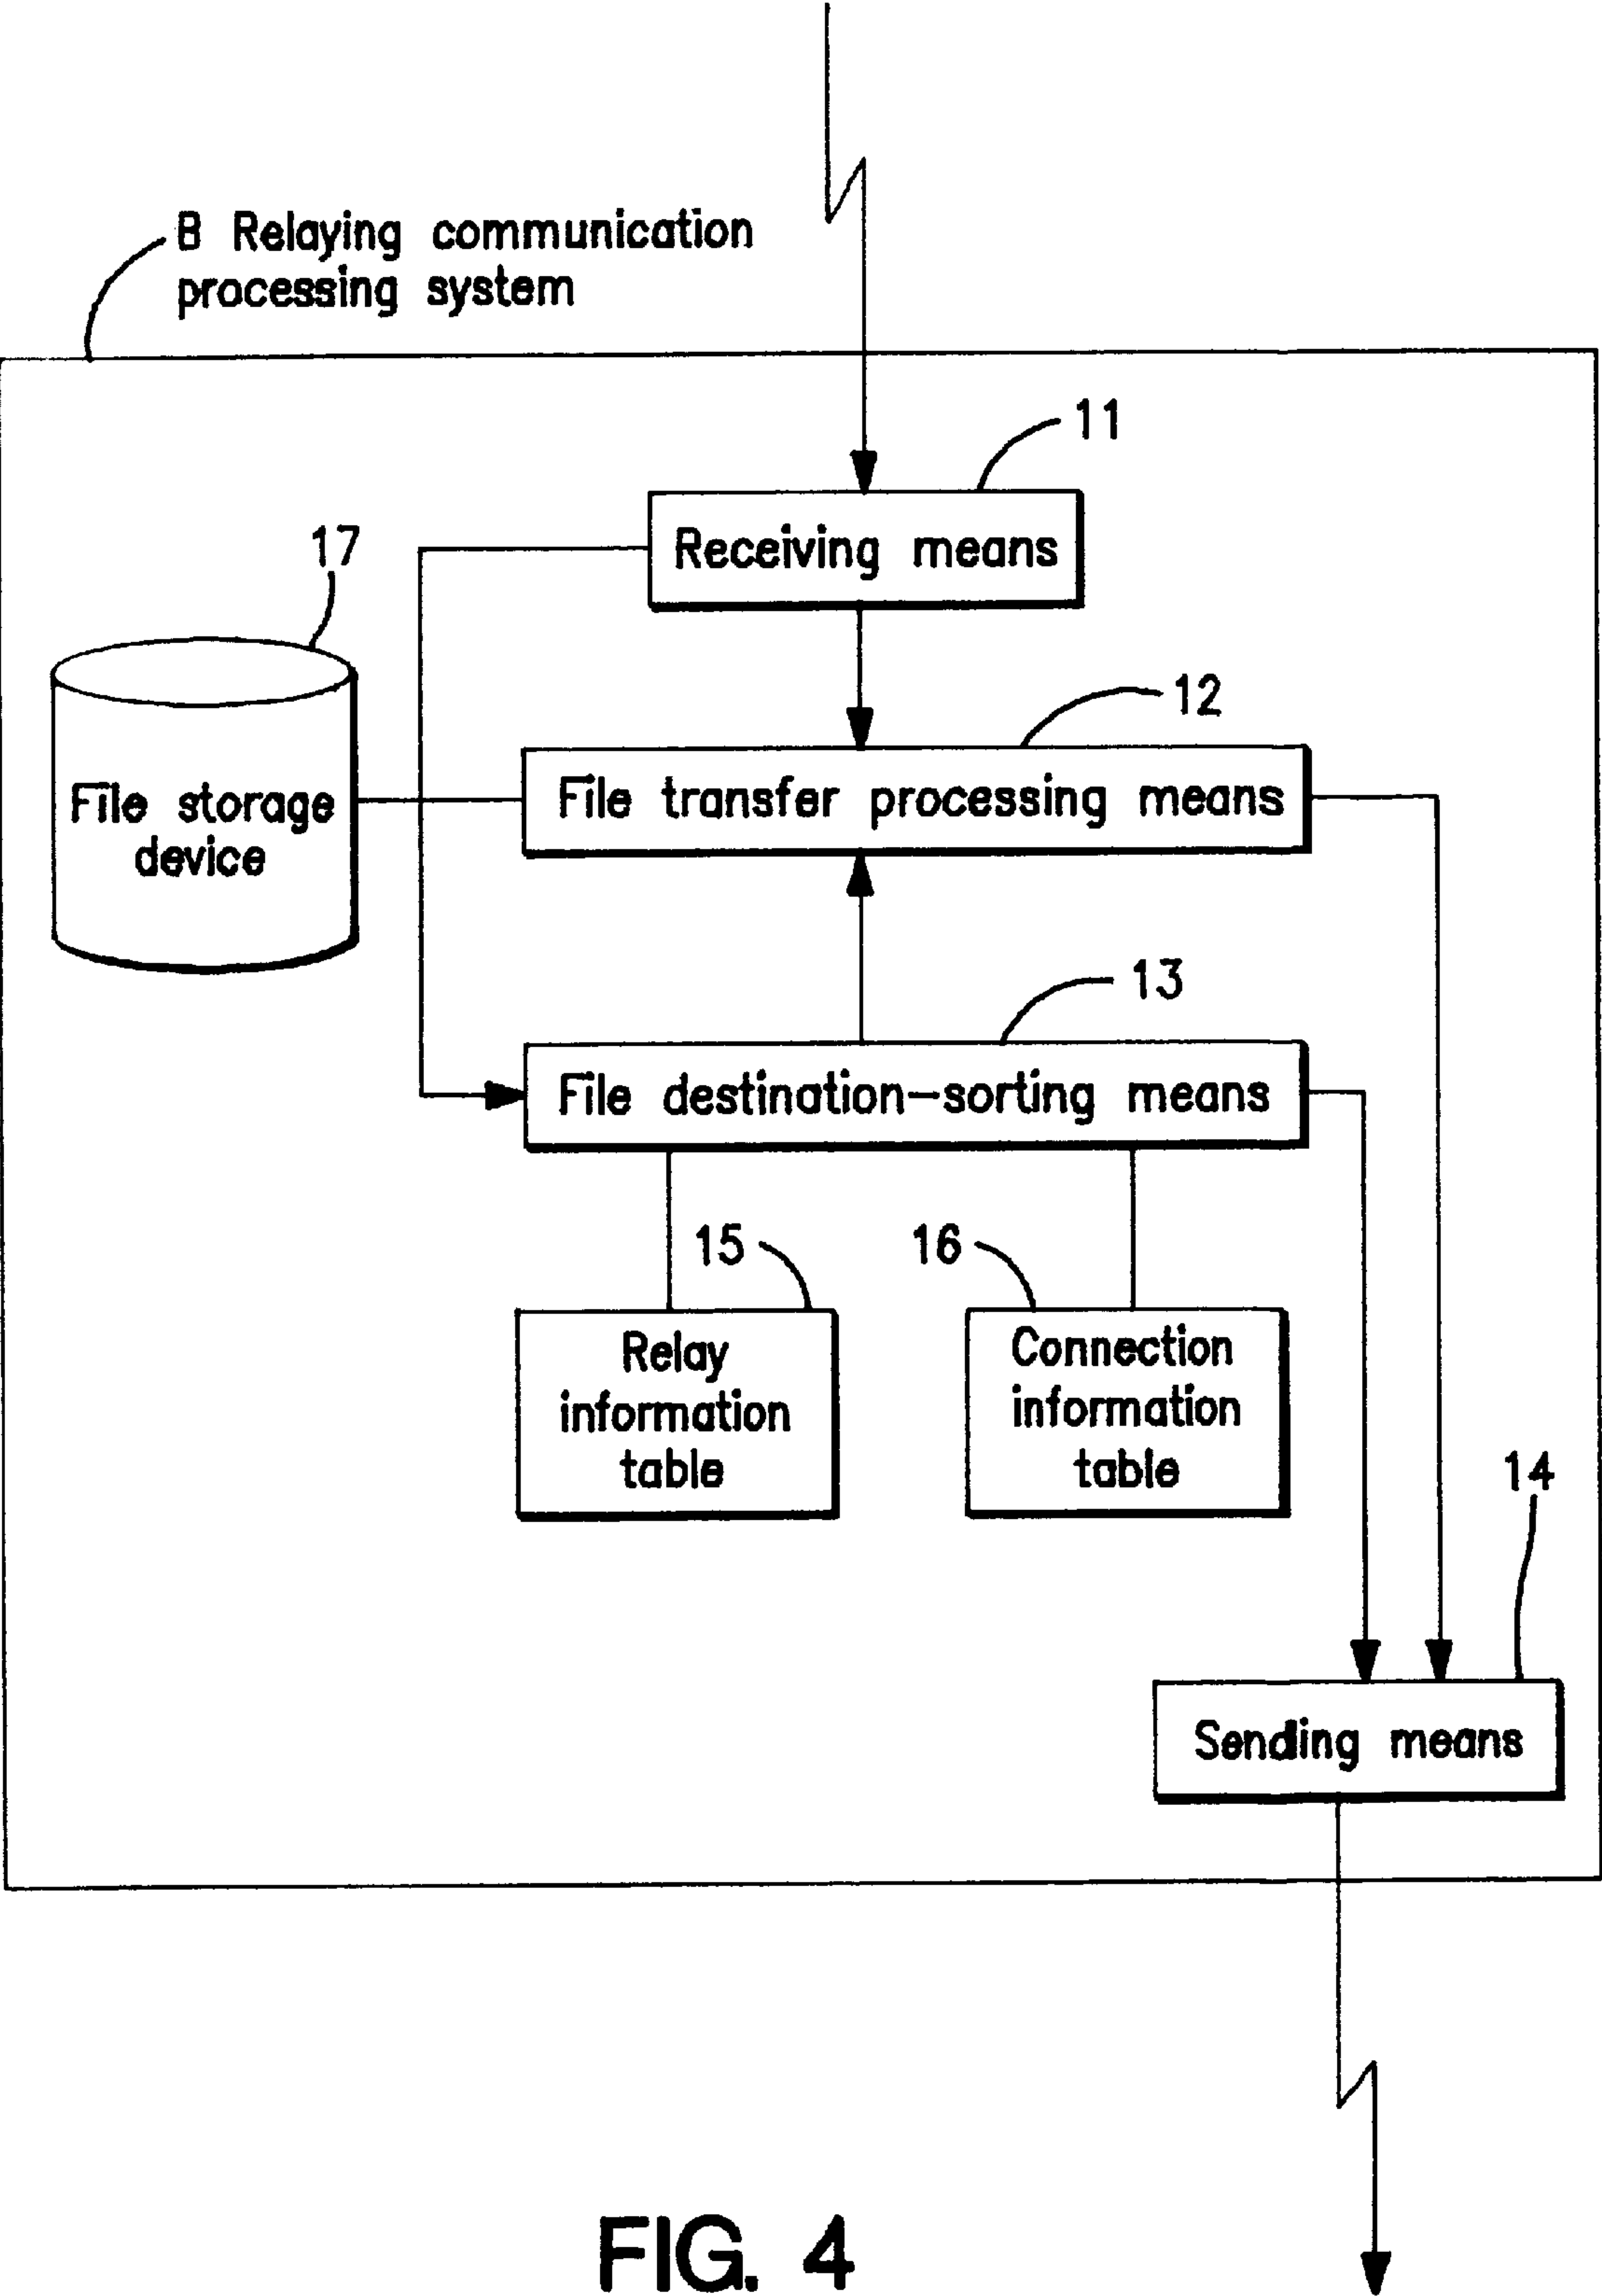 B Relaying communication
processing system
11
Receiving means
17
12
File storage
device
File transfer processing means
13
File destination-sorting means
15
16
Relay
information
table
Connection
information
table
14
Sending means
FIG. 4